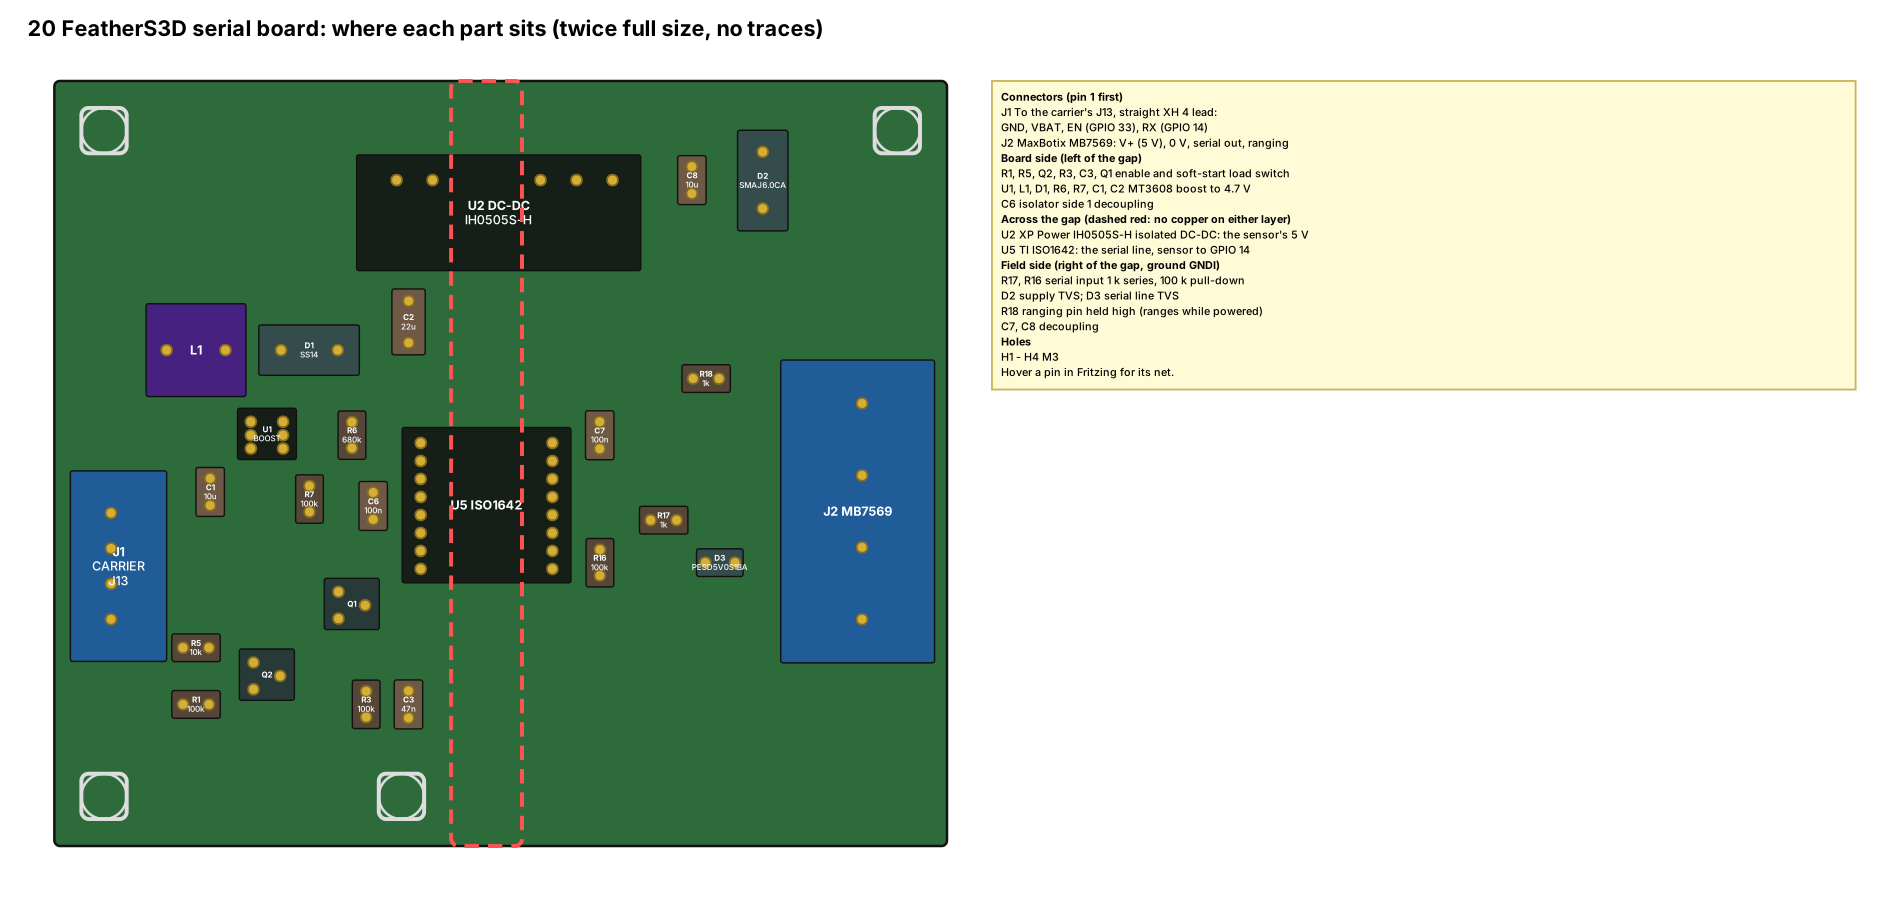 20 FeatherS3D serial board: where each part sits (twice full size, no traces)
Connectors (pin 1 first)
J1 To the carrier's J13, straight XH 4 lead:
GND, VBAT, EN (GPIO 33), RX (GPIO 14)
J2 MaxBotix MB7569: V+ (5 V), 0 V, serial out, ranging
Board side (left of the gap)
R1, R5, Q2, R3, C3, Q1 enable and soft-start load switch
U1, L1, D1, R6, R7, C1, C2 MT3608 boost to 4.7 V
C6 isolator side 1 decoupling
Across the gap (dashed red: no copper on either layer)
U2 XP Power IH0505S-H isolated DC-DC: the sensor's 5 V
U5 TI ISO1642: the serial line, sensor to GPIO 14
Field side (right of the gap, ground GNDI)
R17, R16 serial input 1 k series, 100 k pull-down
D2 supply TVS; D3 serial line TVS
R18 ranging pin held high (ranges while powered)
C7, C8 decoupling
Holes
H1 - H4 M3
Hover a pin in Fritzing for its net.
U2 DC-DC
IH0505S-H
C8
10u
D2
SMAJ6.0CA
C2
22u
L1
D1
SS14
R18
1k
U1
BOOST
R6
680k
C7
100n
C1
10u
R7
100k
C6
100n
U5 ISO1642
R17
1k
J2 MB7569
J1
CARRIER
J13
R16
100k
D3
PESD5V0S1BA
Q1
R5
10k
Q2
R1
100k
R3
100k
C3
47n